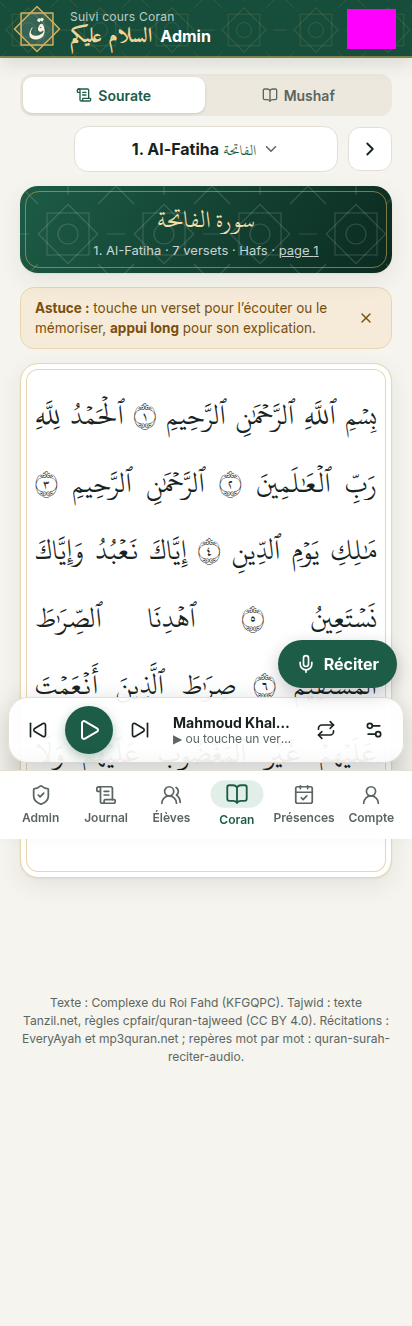 Suivi cours Coran
السلام عليكم Admin
ق
Sourate
Mushaf
1. Al-Fatiha الفاتحة
سورة الفاتحة
1. Al-Fatiha · 7 versets · Hafs · page 1
Astuce : touche un verset pour l’écouter ou le
mémoriser, appui long pour son explication.
بِسْمِ ٱللَّهِ ٱلرَّحْمَٰنِ ٱلرَّحِيمِ ١ ٱلْحَمْدُ لِلَّهِ
رَبِّ ٱلْعَٰلَمِينَ ٢ ٱلرَّحْمَٰنِ ٱلرَّحِيمِ ٣
مَٰلِكِ يَوْمِ ٱلدِّينِ ٤ إِيَّاكَ نَعْبُدُ وَإِيَّاكَ
نَسْتَعِينُ ٥ ٱهْدِنَا ٱلصِّرَٰطَ
ٱلْمُسْتَقِيمَ ٦ صِرَٰطَ ٱلَّذِينَ أَنْعَمْتَ
عَلَيْهِمْ غَيْرِ ٱلْمَغْضُوبِ عَلَيْهِمْ وَلَا
Réciter
Mahmoud Khal...
▶ ou touche un ver...
Admin
Journal
Élèves
Coran
Présences
Compte
Texte : Complexe du Roi Fahd (KFGQPC). Tajwid : texte
Tanzil.net, règles cpfair/quran-tajweed (CC BY 4.0). Récitations :
EveryAyah et mp3quran.net ; repères mot par mot : quran-surah-
reciter-audio.